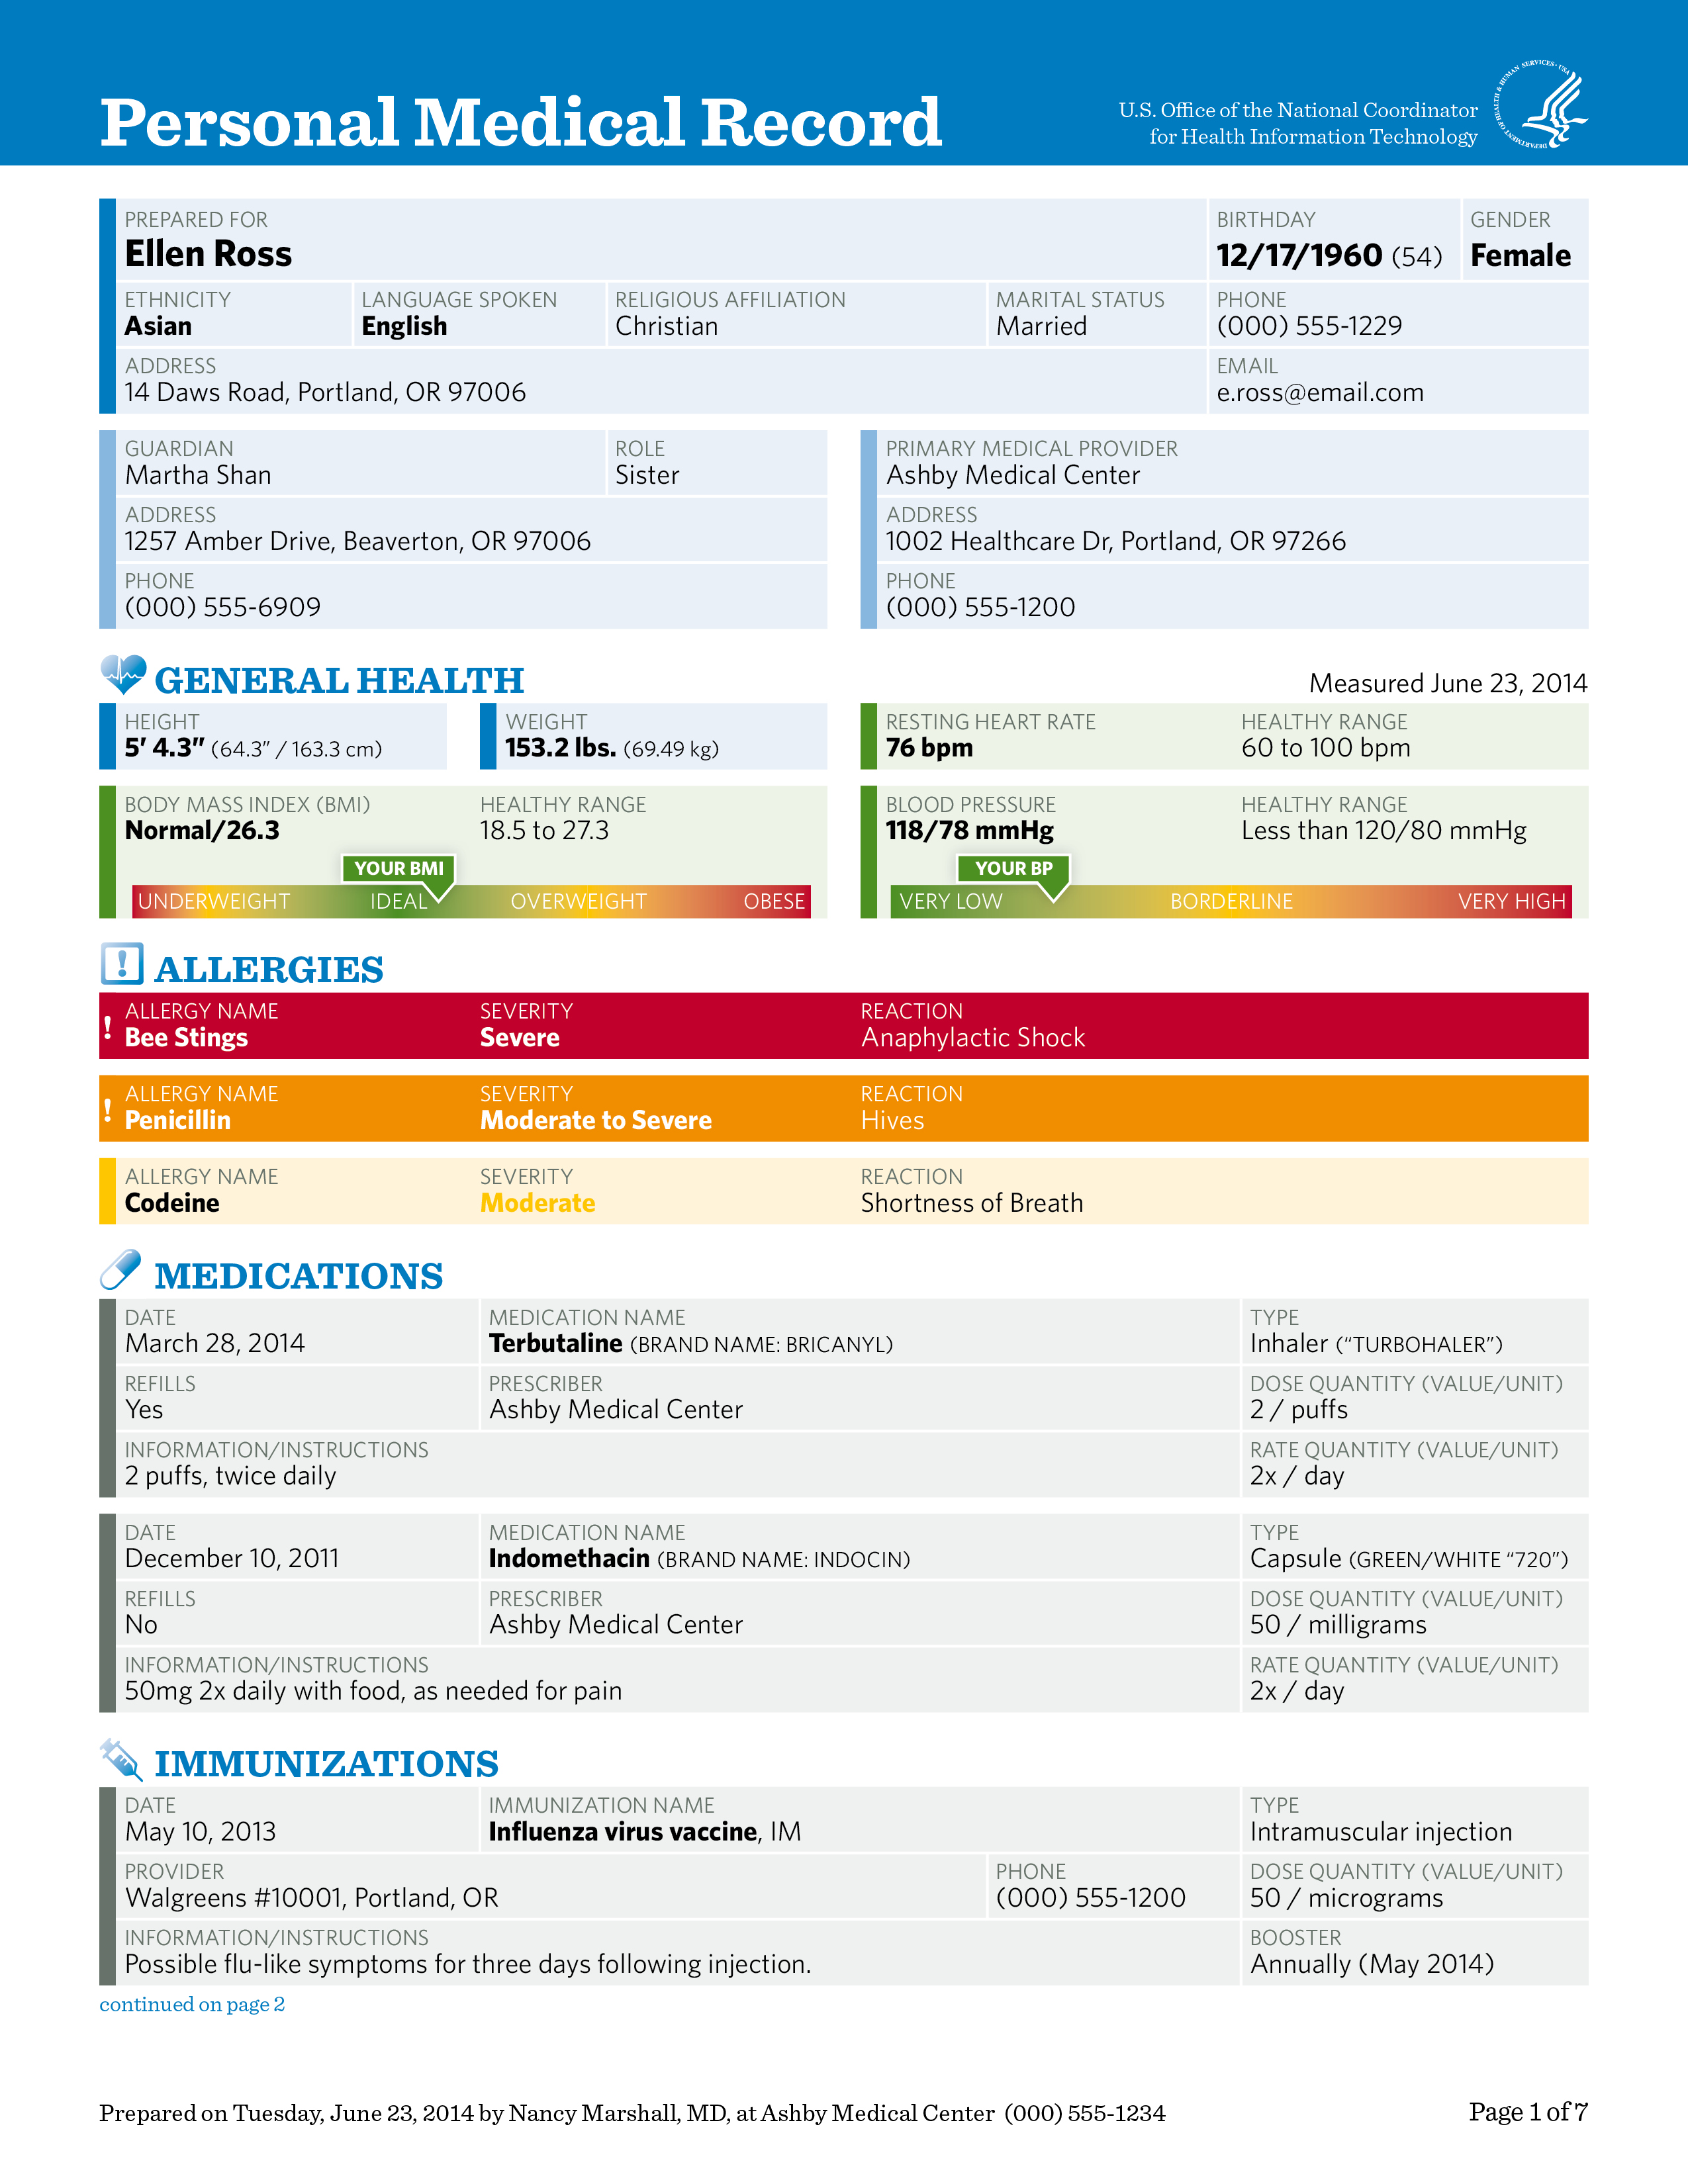 Personal Medical Record
U.S. Office of the National Coordinator
for Health Information Technology
DEPARTMENT OF HEALTH & HUMAN SERVICES • USA
PREPARED FOR
Ellen Ross
BIRTHDAY
12/17/1960 (54)
GENDER
Female
ETHNICITY
Asian
LANGUAGE SPOKEN
English
RELIGIOUS AFFILIATION
Christian
MARITAL STATUS
Married
PHONE
(000) 555-1229
ADDRESS
14 Daws Road, Portland, OR 97006
EMAIL
e.ross@email.com
GUARDIAN
Martha Shan
ROLE
Sister
ADDRESS
1257 Amber Drive, Beaverton, OR 97006
PHONE
(000) 555-6909
PRIMARY MEDICAL PROVIDER
Ashby Medical Center
ADDRESS
1002 Healthcare Dr, Portland, OR 97266
PHONE
(000) 555-1200
GENERAL HEALTH
Measured June 23, 2014
HEIGHT
5′ 4.3″ (64.3″ / 163.3 cm)
WEIGHT
153.2 lbs. (69.49 kg)
RESTING HEART RATE
76 bpm
HEALTHY RANGE
60 to 100 bpm
BODY MASS INDEX (BMI)
Normal/26.3
HEALTHY RANGE
18.5 to 27.3
YOUR BMI
UNDERWEIGHT IDEAL OVERWEIGHT OBESE
BLOOD PRESSURE
118/78 mmHg
HEALTHY RANGE
Less than 120/80 mmHg
YOUR BP
VERY LOW BORDERLINE VERY HIGH
! ALLERGIES
! ALLERGY NAME
Bee Stings
SEVERITY
Severe
REACTION
Anaphylactic Shock
! ALLERGY NAME
Penicillin
SEVERITY
Moderate to Severe
REACTION
Hives
ALLERGY NAME
Codeine
SEVERITY
Moderate
REACTION
Shortness of Breath
MEDICATIONS
DATE
March 28, 2014
MEDICATION NAME
Terbutaline (BRAND NAME: BRICANYL)
TYPE
Inhaler (“TURBOHALER”)
REFILLS
Yes
PRESCRIBER
Ashby Medical Center
DOSE QUANTITY (VALUE/UNIT)
2 / puffs
INFORMATION/INSTRUCTIONS
2 puffs, twice daily
RATE QUANTITY (VALUE/UNIT)
2x / day
DATE
December 10, 2011
MEDICATION NAME
Indomethacin (BRAND NAME: INDOCIN)
TYPE
Capsule (GREEN/WHITE “720”)
REFILLS
No
PRESCRIBER
Ashby Medical Center
DOSE QUANTITY (VALUE/UNIT)
50 / milligrams
INFORMATION/INSTRUCTIONS
50mg 2x daily with food, as needed for pain
RATE QUANTITY (VALUE/UNIT)
2x / day
IMMUNIZATIONS
DATE
May 10, 2013
IMMUNIZATION NAME
Influenza virus vaccine, IM
TYPE
Intramuscular injection
PROVIDER
Walgreens #10001, Portland, OR
PHONE
(000) 555-1200
DOSE QUANTITY (VALUE/UNIT)
50 / micrograms
INFORMATION/INSTRUCTIONS
Possible flu-like symptoms for three days following injection.
BOOSTER
Annually (May 2014)
continued on page 2
Prepared on Tuesday, June 23, 2014 by Nancy Marshall, MD, at Ashby Medical Center (000) 555-1234
Page 1 of 7